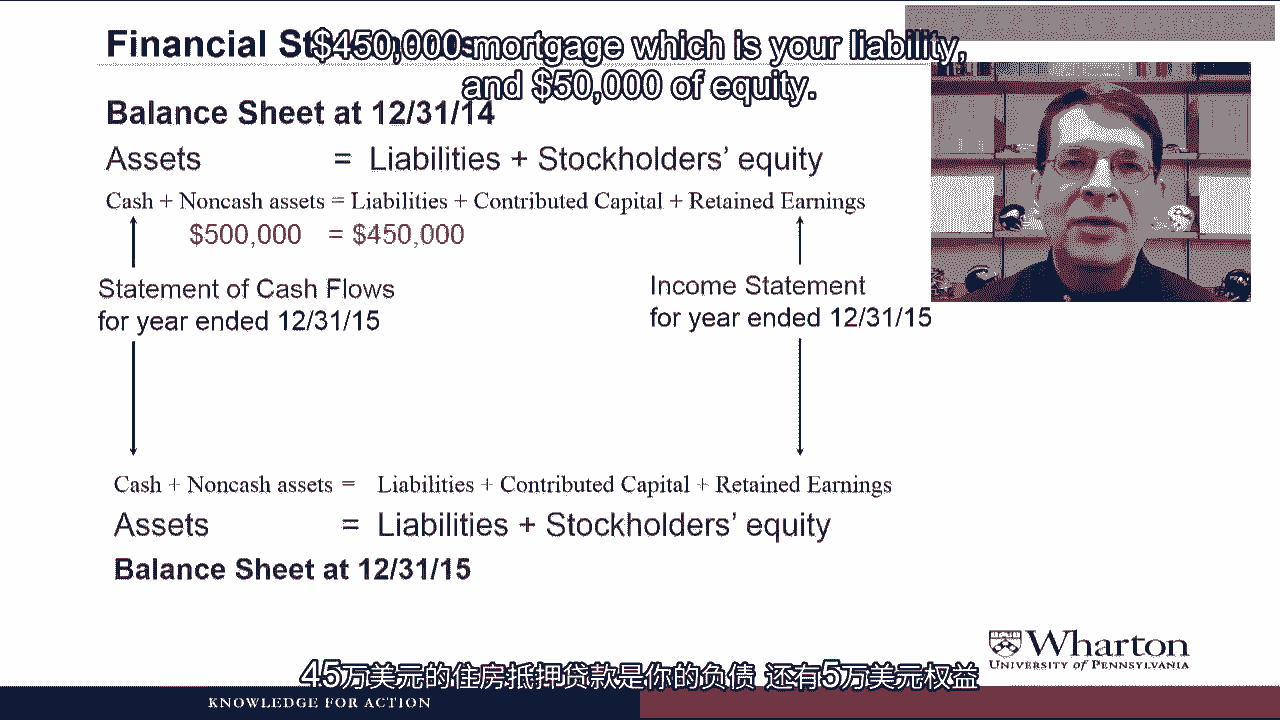 Financial St
$450,000 mortgage which is your liability,
and $50,000 of equity.
Balance Sheet at 12/31/14
Assets = Liabilities + Stockholders’ equity
Cash + Noncash assets = Liabilities + Contributed Capital + Retained Earnings
$500,000 = $450,000
Statement of Cash Flows
for year ended 12/31/15
Income Statement
for year ended 12/31/15
Cash + Noncash assets = Liabilities + Contributed Capital + Retained Earnings
Assets = Liabilities + Stockholders’ equity
Balance Sheet at 12/31/15
Wharton
UNIVERSITY of PENNSYLVANIA
45万美元的住房抵押贷款是你的负债 还有5万美元权益
KNOWLEDGE FOR ACTION